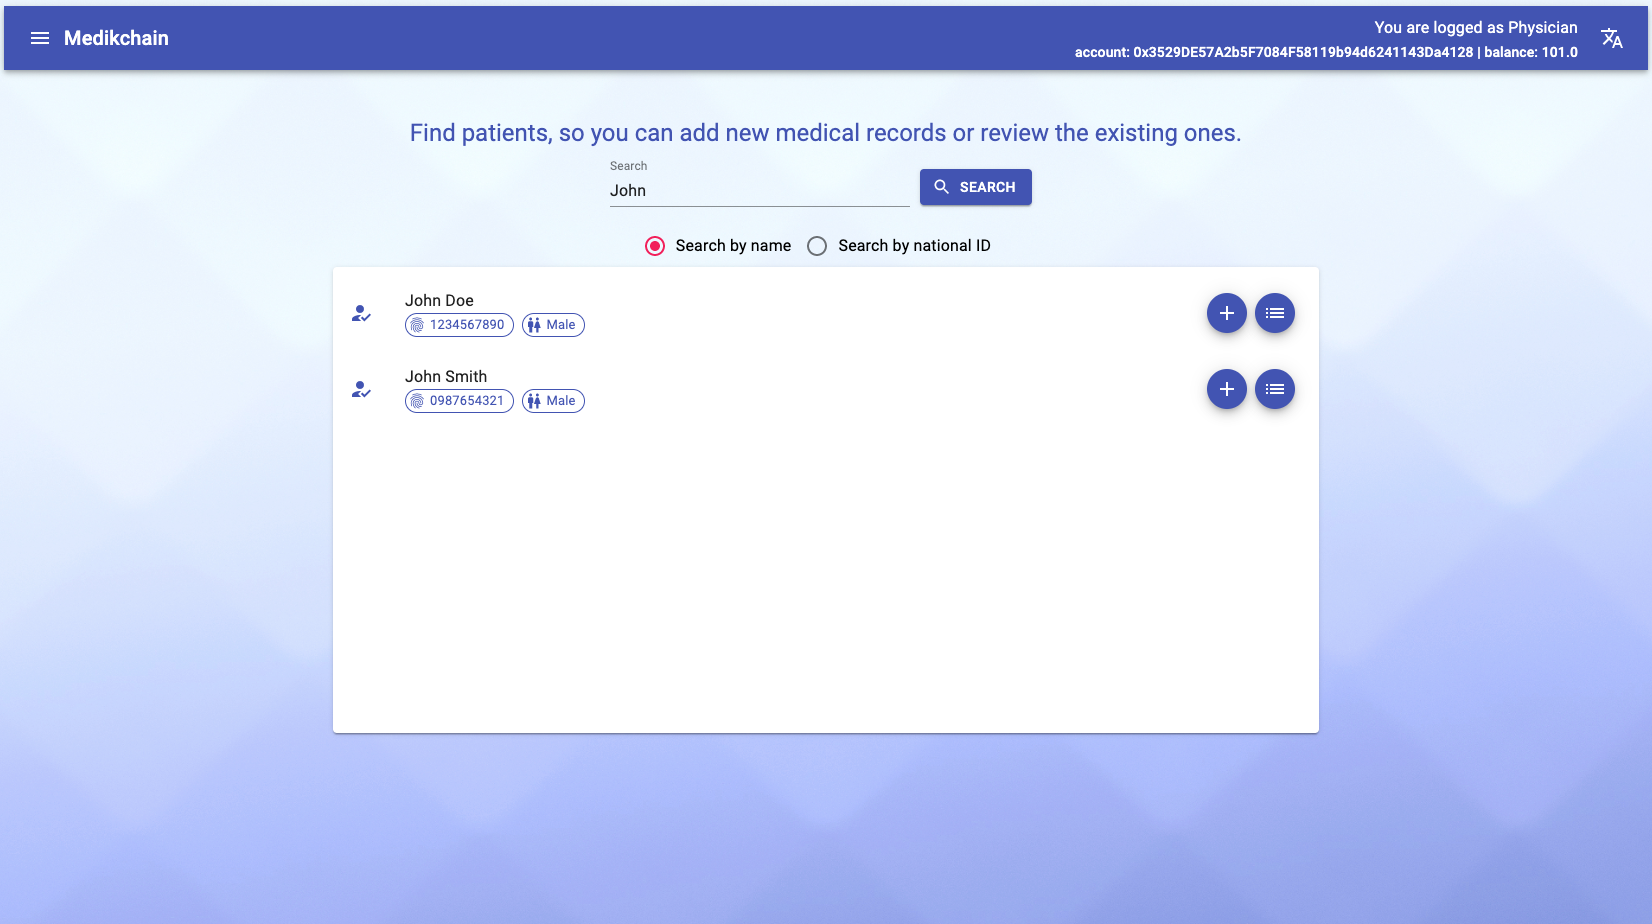 Medikchain
You are logged as Physician
account: 0x3529DE57A2b5F7084F58119b94d6241143Da4128 | balance: 101.0
Find patients, so you can add new medical records or review the existing ones.
Search
John
SEARCH
Search by name
Search by national ID
John Doe
1234567890 Male
John Smith
0987654321 Male